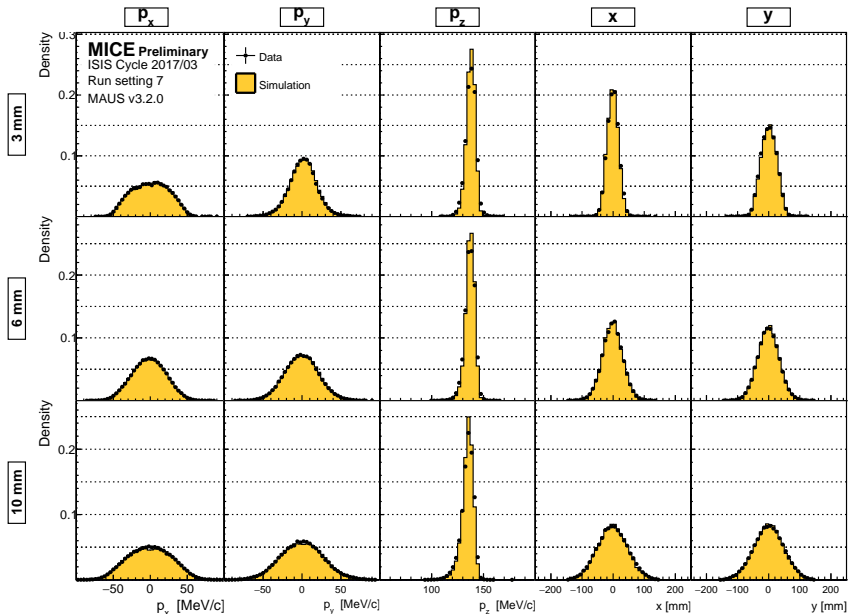 p_x p_y p_z x y
3 mm
Density
0.3
0.2
0.1
MICE Preliminary
ISIS Cycle 2017/03
Run setting 7
MAUS v3.2.0
Data
Simulation
6 mm
Density
0.2
0.1
10 mm
Density
0.2
0.1
−50 0 50
p_x [MeV/c]
−50 0 50
p_y [MeV/c]
100 150
p_z [MeV/c]
−200 −100 0 100 200
x [mm]
−200 −100 0 100 200
y [mm]